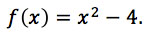 f(x) = x² − 4.